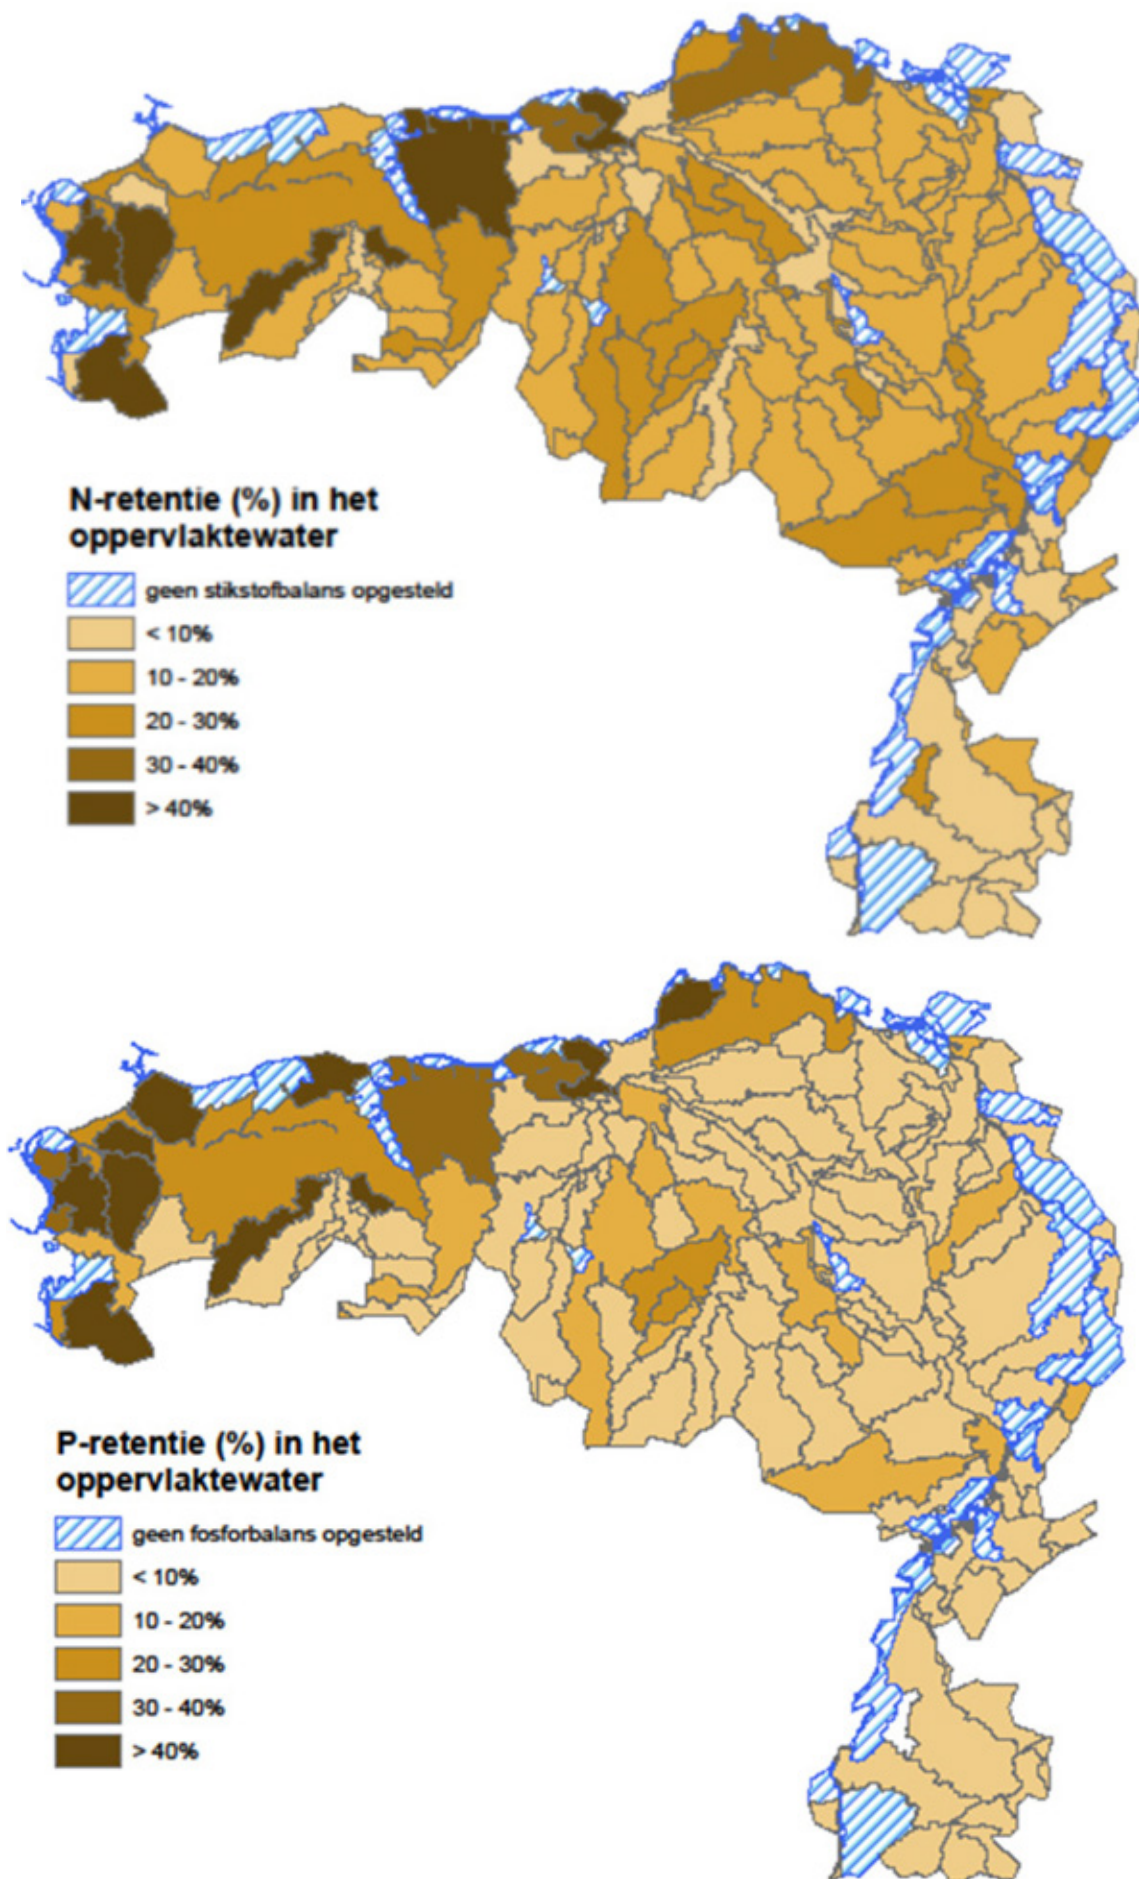 N-retentie (%) in het
oppervlaktewater
geen stikstofbalans opgesteld
< 10%
10 - 20%
20 - 30%
30 - 40%
> 40%
P-retentie (%) in het
oppervlaktewater
geen fosforbalans opgesteld
< 10%
10 - 20%
20 - 30%
30 - 40%
> 40%